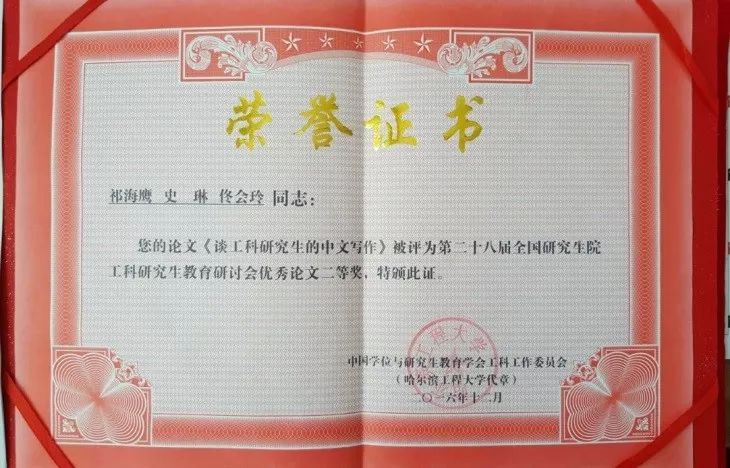 荣誉证书
祁海鹰 史 琳 佟会玲 同志：
您的论文《谈工科研究生的中文写作》被评为第二十八届全国研究生院
工科研究生教育研讨会优秀论文二等奖，特颁此证。
工程大学
中国学位与研究生教育学会工科工作委员会
（哈尔滨工程大学代章）
二〇一六年十二月